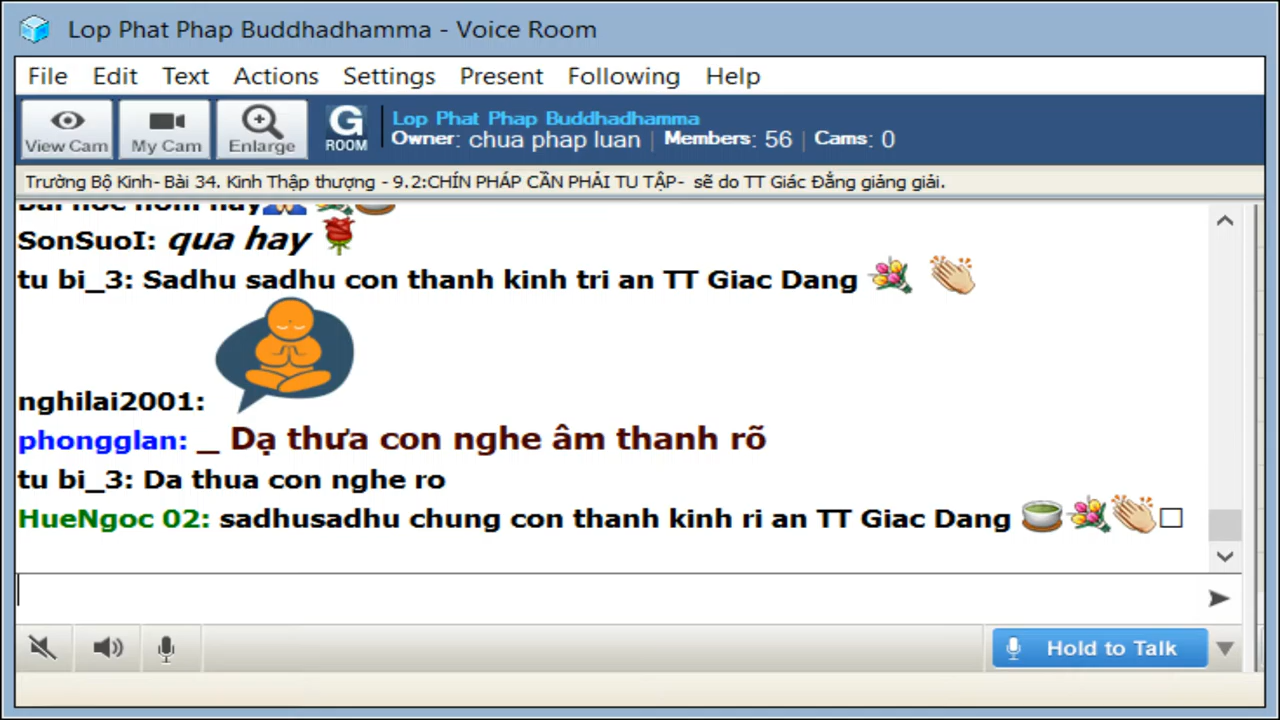 Lop Phat Phap Buddhadhamma - Voice Room
File Edit Text Actions Settings Present Following Help
View Cam My Cam Enlarge G ROOM
Lop Phat Phap Buddhadhamma
Owner: chua phap luan | Members: 56 | Cams: 0
Trường Bộ Kinh- Bài 34. Kinh Thập thượng - 9.2:CHÍN PHÁP CẦN PHẢI TU TẬP- sẽ do TT Giác Đẳng giảng giải.
SonSuoI: qua hay
tu bi_3: Sadhu sadhu con thanh kinh tri an TT Giac Dang
nghilai2001:
phongglan: _ Dạ thưa con nghe âm thanh rõ
tu bi_3: Da thua con nghe ro
HueNgoc 02: sadhusadhu chung con thanh kinh ri an TT Giac Dang
Hold to Talk